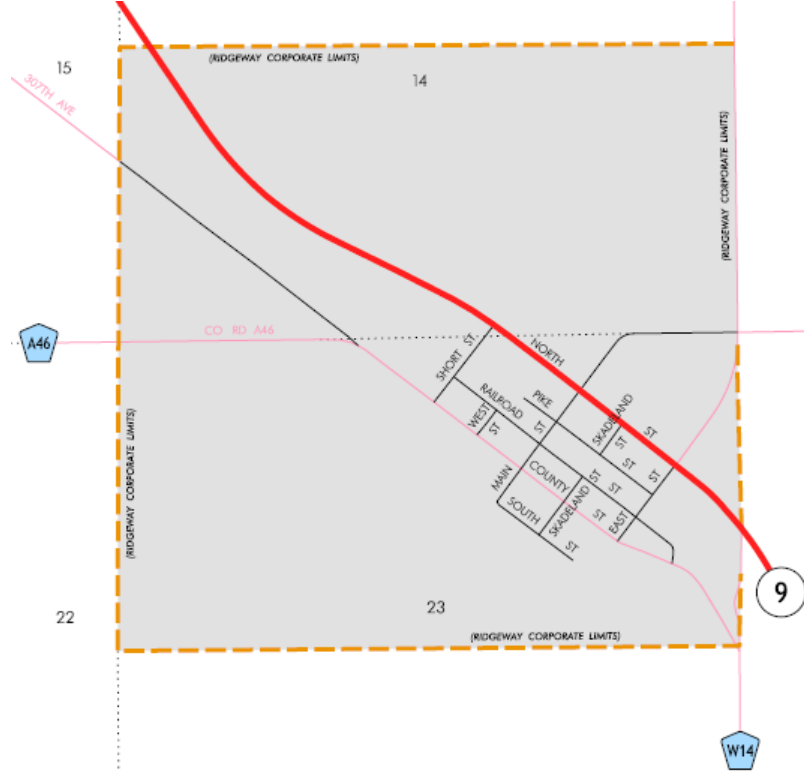 15
(RIDGEWAY CORPORATE LIMITS)
14
307TH AVE
(RIDGEWAY CORPORATE LIMITS)
CO RD A46
A46
SHORT ST
NORTH ST
PIKE ST
RAILROAD ST
WEST ST
SKADELAND ST
MAIN ST
COUNTY ST
SKADELAND ST
EAST ST
SOUTH ST
(RIDGEWAY CORPORATE LIMITS)
9
22
23
(RIDGEWAY CORPORATE LIMITS)
W14